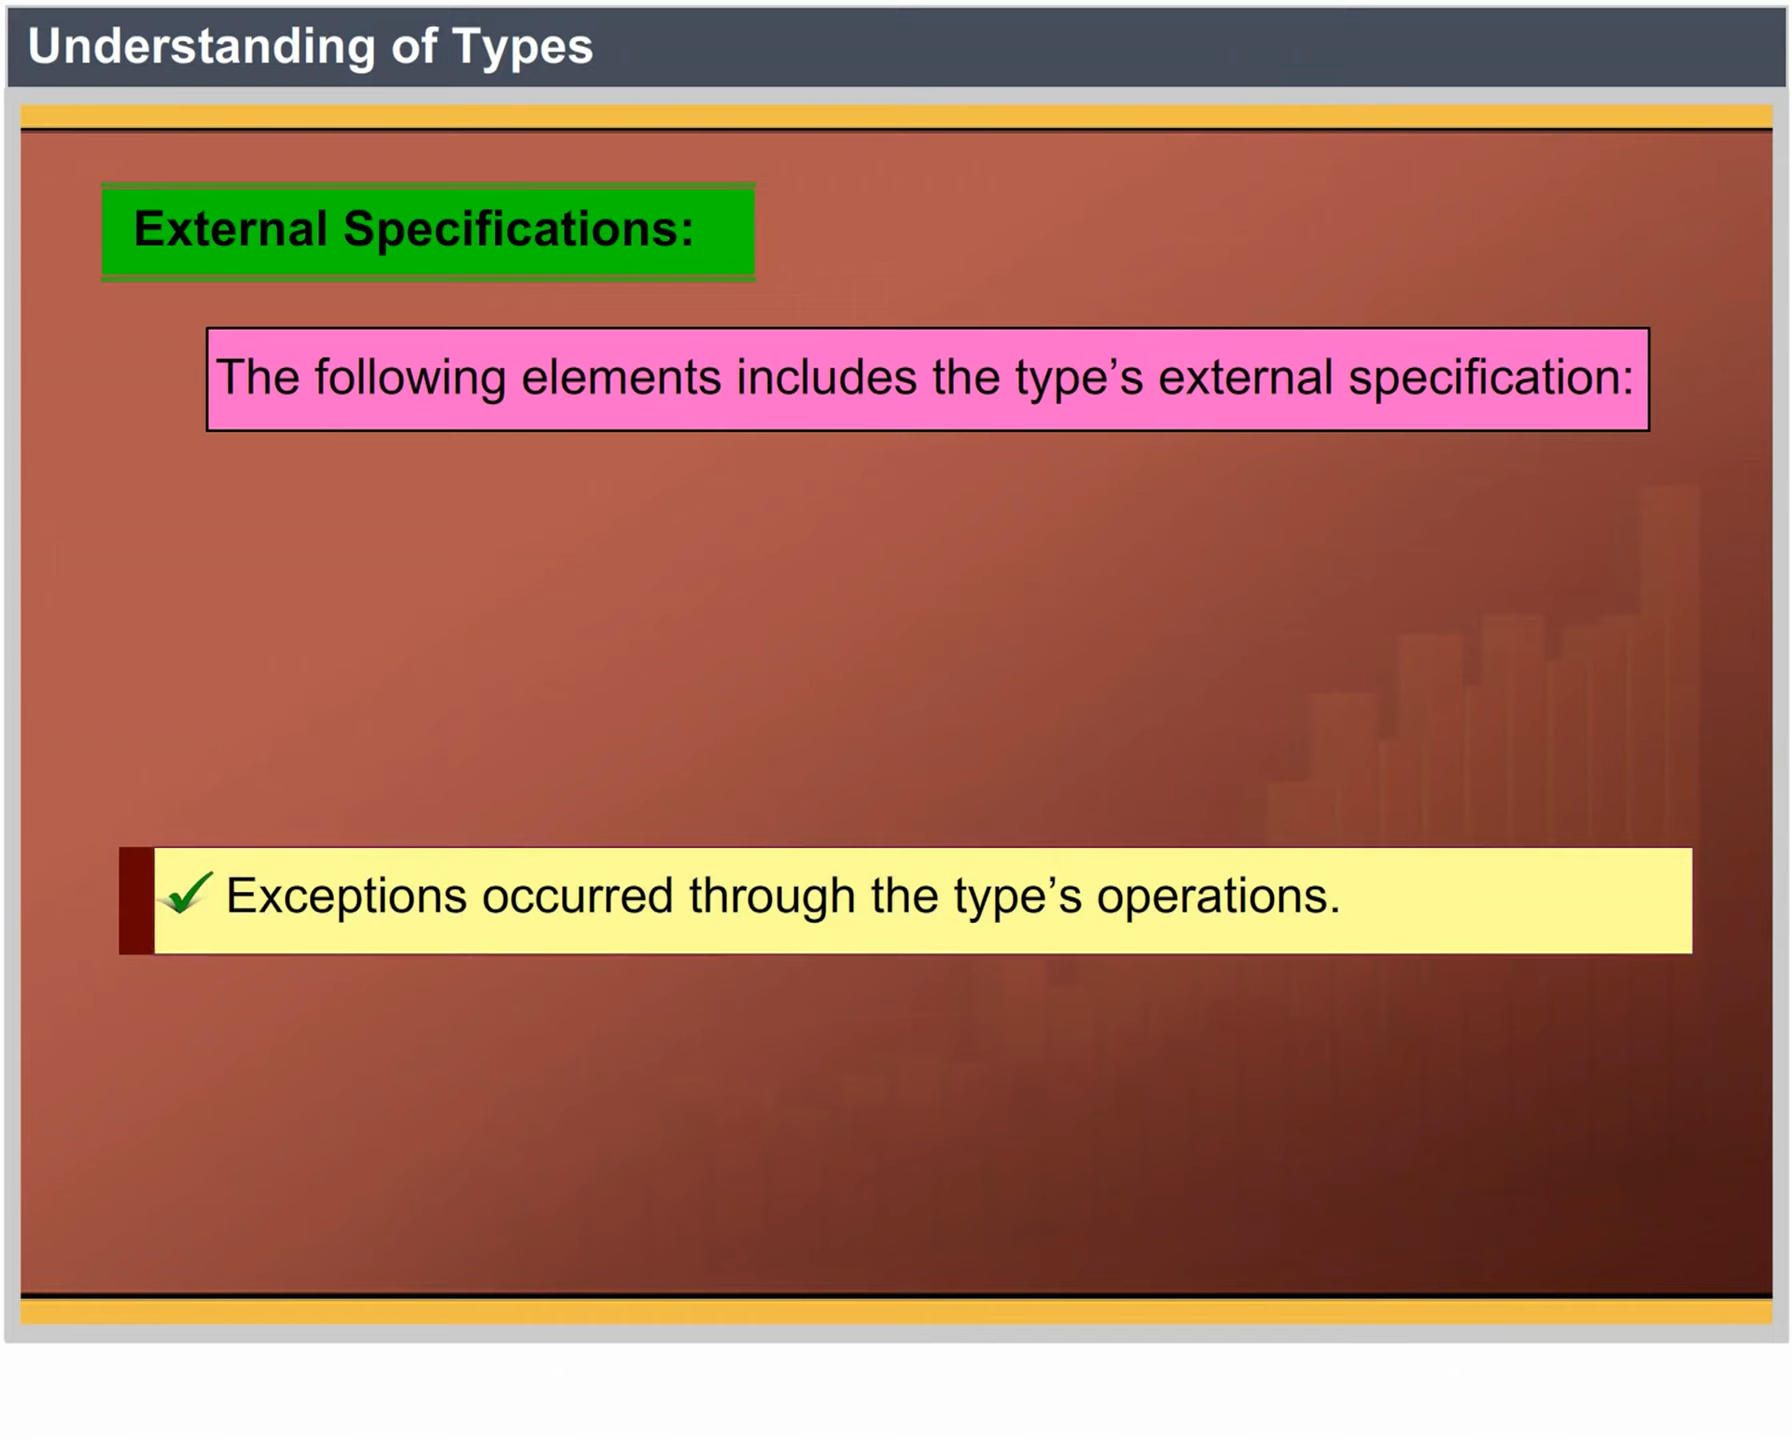 Understanding of Types
External Specifications:
The following elements includes the type’s external specification:
Exceptions occurred through the type’s operations.